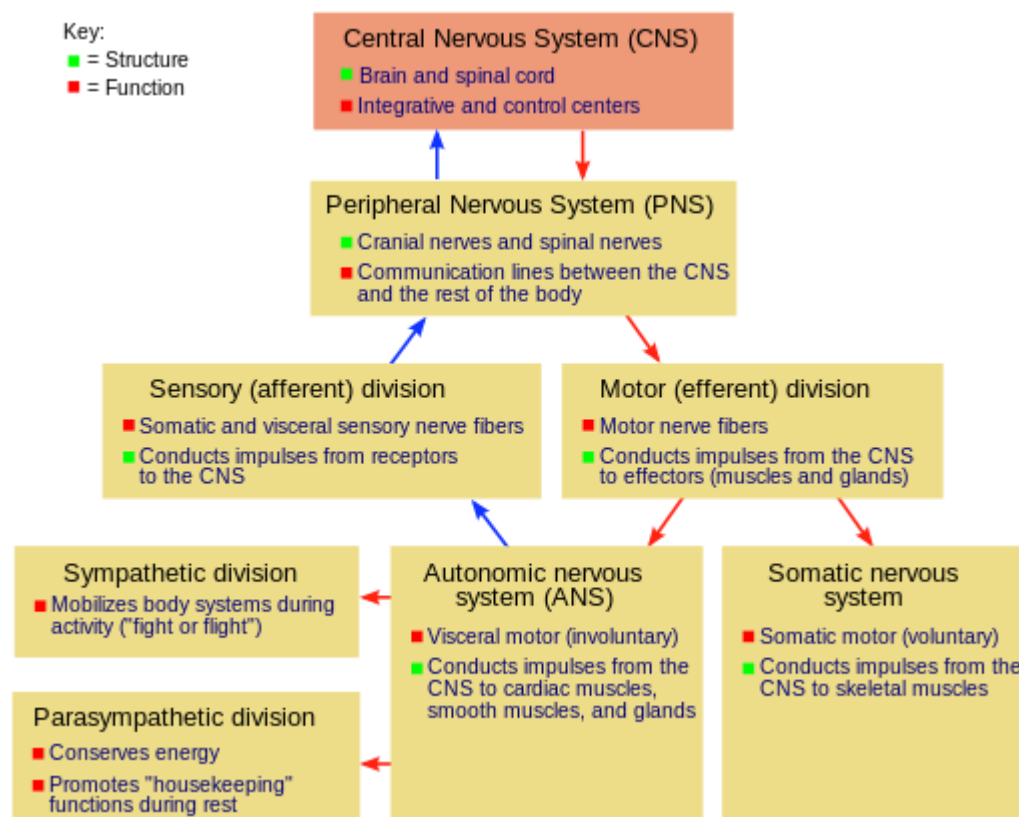 Key:
= Structure
= Function
Central Nervous System (CNS)
Brain and spinal cord
Integrative and control centers
Peripheral Nervous System (PNS)
Cranial nerves and spinal nerves
Communication lines between the CNS
and the rest of the body
Sensory (afferent) division
Somatic and visceral sensory nerve fibers
Conducts impulses from receptors
to the CNS
Motor (efferent) division
Motor nerve fibers
Conducts impulses from the CNS
to effectors (muscles and glands)
Sympathetic division
Mobilizes body systems during
activity ("fight or flight")
Autonomic nervous
system (ANS)
Visceral motor (involuntary)
Conducts impulses from the
CNS to cardiac muscles,
smooth muscles, and glands
Somatic nervous
system
Somatic motor (voluntary)
Conducts impulses from the
CNS to skeletal muscles
Parasympathetic division
Conserves energy
Promotes "housekeeping"
functions during rest